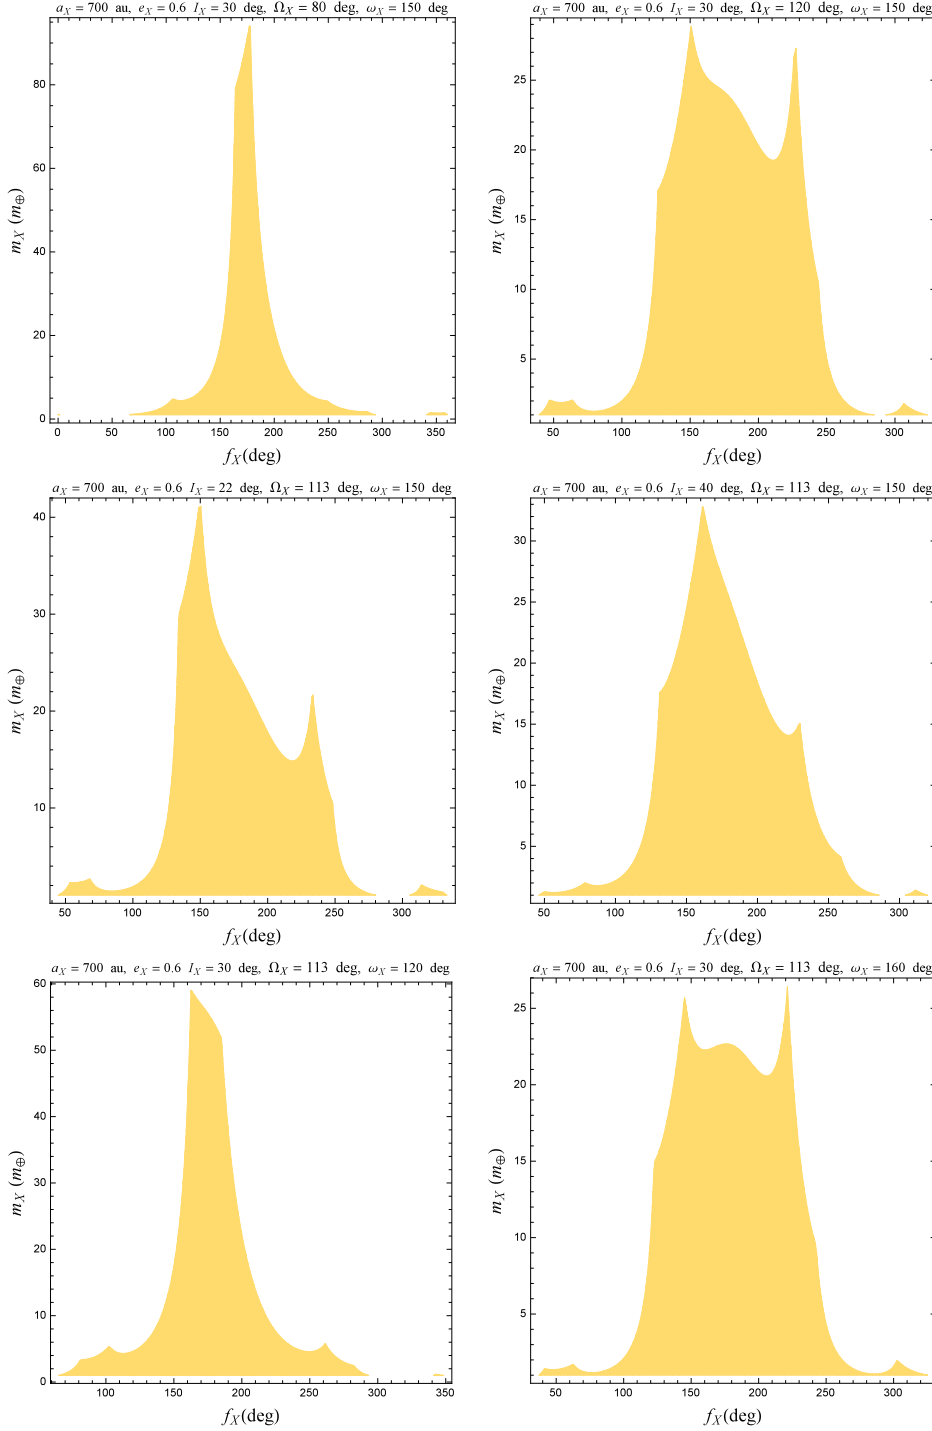 a_X = 700 au, e_X = 0.6 I_X = 30 deg, Ω_X = 80 deg, ω_X = 150 deg
80
60
40
20
0
m_X (m_⊕)
0 50 100 150 200 250 300 350
f_X(deg)
a_X = 700 au, e_X = 0.6 I_X = 30 deg, Ω_X = 120 deg, ω_X = 150 deg
25
20
15
10
5
m_X (m_⊕)
50 100 150 200 250 300
f_X(deg)
a_X = 700 au, e_X = 0.6 I_X = 22 deg, Ω_X = 113 deg, ω_X = 150 deg
40
30
20
10
m_X (m_⊕)
50 100 150 200 250 300
f_X(deg)
a_X = 700 au, e_X = 0.6 I_X = 40 deg, Ω_X = 113 deg, ω_X = 150 deg
30
25
20
15
10
5
m_X (m_⊕)
50 100 150 200 250 300
f_X(deg)
a_X = 700 au, e_X = 0.6 I_X = 30 deg, Ω_X = 113 deg, ω_X = 120 deg
60
50
40
30
20
10
0
m_X (m_⊕)
100 150 200 250 300 350
f_X(deg)
a_X = 700 au, e_X = 0.6 I_X = 30 deg, Ω_X = 113 deg, ω_X = 160 deg
25
20
15
10
5
m_X (m_⊕)
50 100 150 200 250 300
f_X(deg)